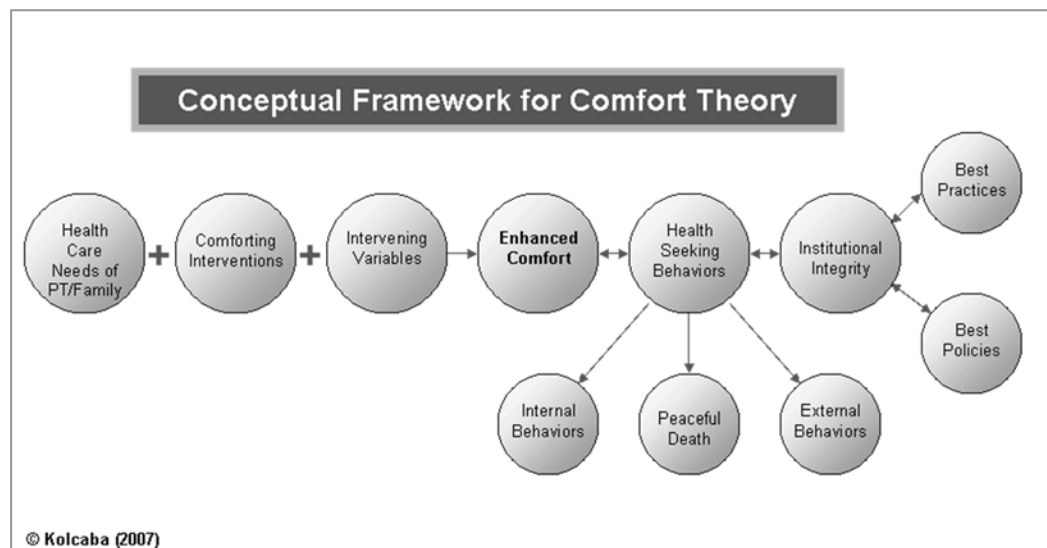 Conceptual Framework for Comfort Theory
Health
Care
Needs of
PT/Family
+
Comforting
Interventions
+
Intervening
Variables
Enhanced
Comfort
Health
Seeking
Behaviors
Institutional
Integrity
Best
Practices
Best
Policies
Internal
Behaviors
Peaceful
Death
External
Behaviors
© Kolcaba (2007)